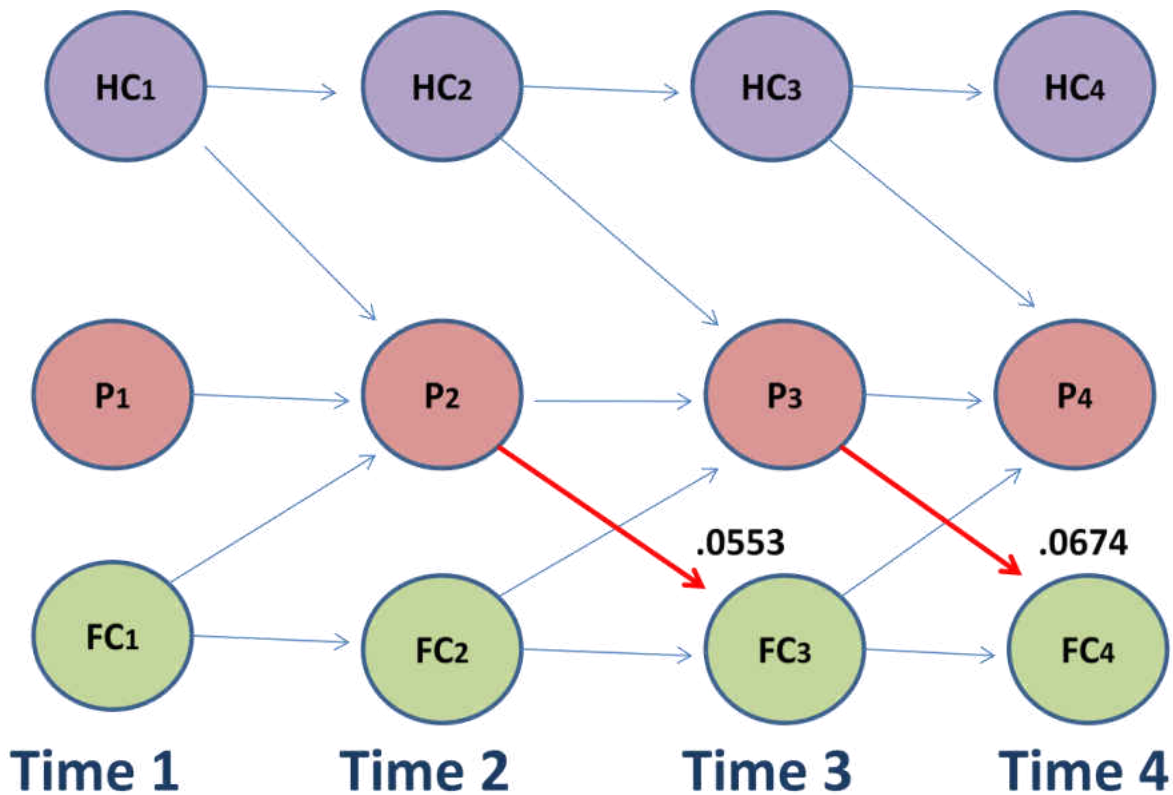 HC1 HC2 HC3 HC4
P1 P2 P3 P4
.0553 .0674
FC1 FC2 FC3 FC4
Time 1 Time 2 Time 3 Time 4